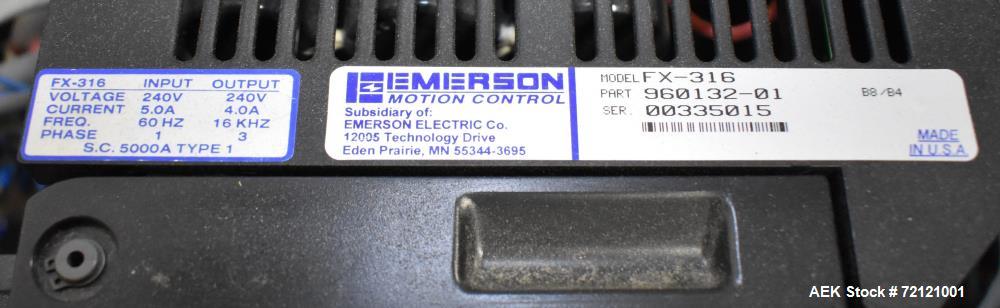 FX-316 INPUT OUTPUT
VOLTAGE 240V 240V
CURRENT 5.0A 4.0A
FREQ. 60 HZ 16 KHZ
PHASE 1 3
S.C. 5000A TYPE 1
EMERSON
MOTION CONTROL
Subsidiary of:
EMERSON ELECTRIC Co.
12005 Technology Drive
Eden Prairie, MN 55344-3695
MODEL FX-316
PART 960132-01 B8/B4
SER. 00335015
MADE
IN U.S.A
AEK Stock # 72121001